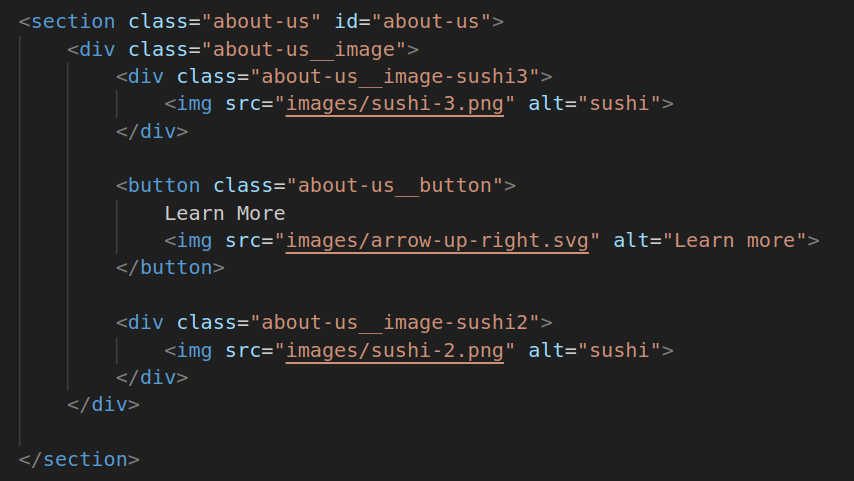 <section class="about-us" id="about-us">
    <div class="about-us__image">
        <div class="about-us__image-sushi3">
            <img src="images/sushi-3.png" alt="sushi">
        </div>

        <button class="about-us__button">
            Learn More
            <img src="images/arrow-up-right.svg" alt="Learn more">
        </button>

        <div class="about-us__image-sushi2">
            <img src="images/sushi-2.png" alt="sushi">
        </div>
    </div>

</section>